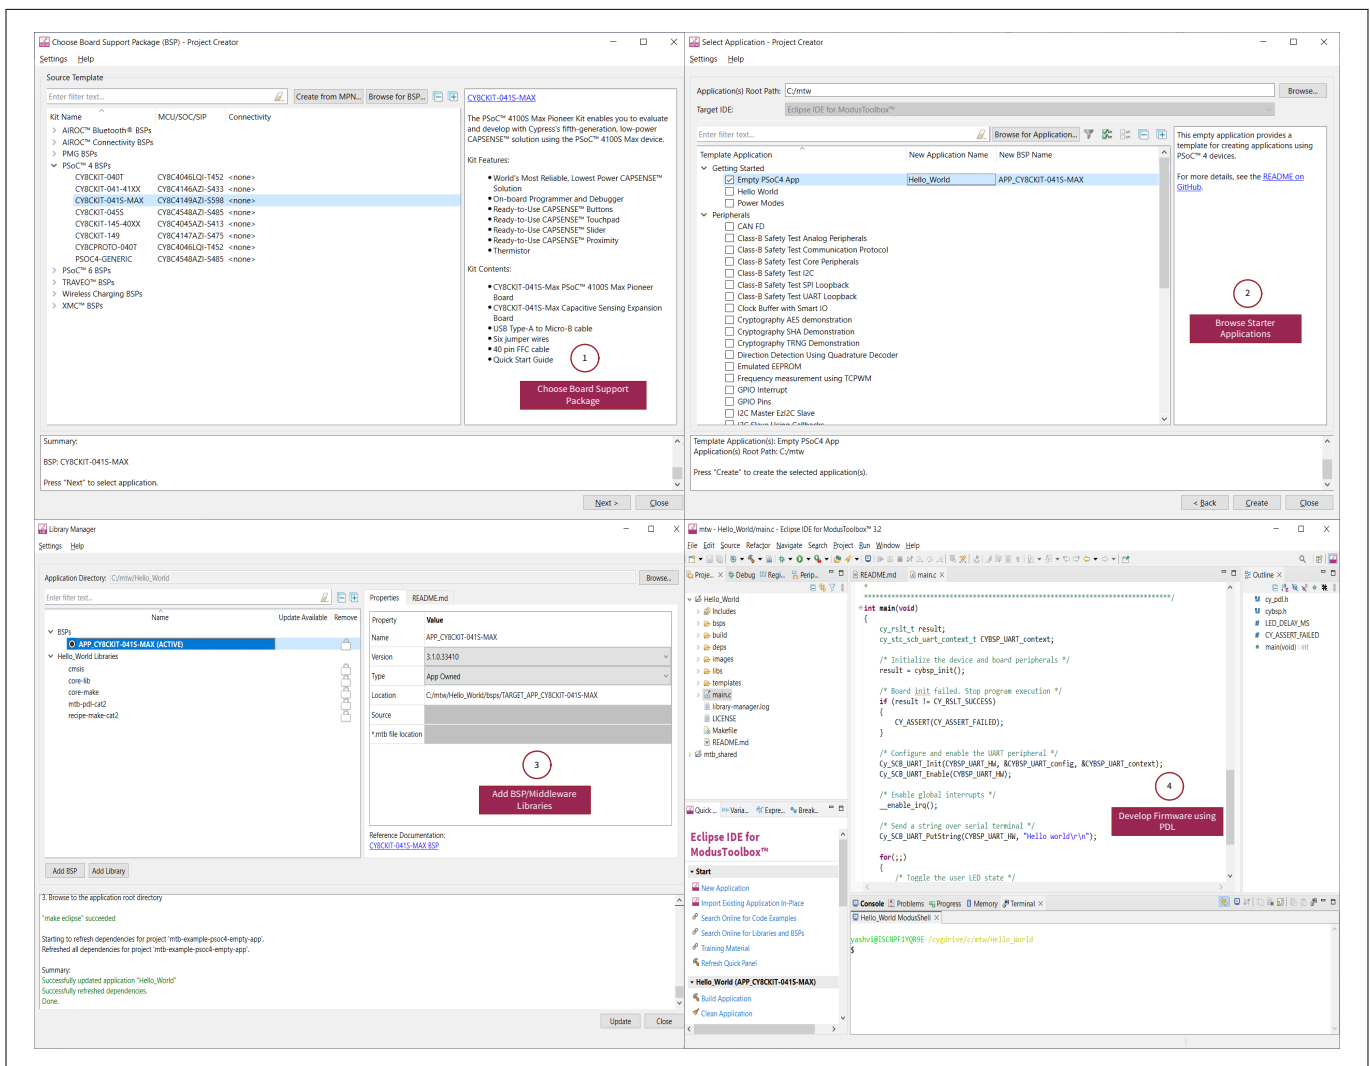 Choose Board Support Package (BSP) - Project Creator
Settings Help
Source Template
Enter filter text...
Create from MPN... Browse for BSP...
Kit Name MCU/SOC/SIP Connectivity
AIROC™ Bluetooth® BSPs
AIROC™ Connectivity BSPs
PMG BSPs
PSoC™ 4 BSPs
CY8CKIT-040T CY8C4046LQI-T452 <none>
CY8CKIT-041-41XX CY8C4146AZI-S433 <none>
CY8CKIT-041S-MAX CY8C4149AZI-S598 <none>
CY8CKIT-045S CY8C4548AZI-S485 <none>
CY8CKIT-145-40XX CY8C4045AZI-S413 <none>
CY8CKIT-149 CY8C4147AZI-S475 <none>
CY8CPROTO-040T CY8C4046LQI-T452 <none>
PSOC4-GENERIC CY8C4548AZI-S485 <none>
PSoC™ 6 BSPs
TRAVEO™ BSPs
Wireless Charging BSPs
XMC™ BSPs
CY8CKIT-041S-MAX
The PSoC™ 4100S Max Pioneer Kit enables you to evaluate
and develop with Cypress's fifth-generation, low-power
CAPSENSE™ solution using the PSoC™ 4100S Max device.
Kit Features:
•World's Most Reliable, Lowest Power CAPSENSE™
Solution
•On-board Programmer and Debugger
•Ready-to-Use CAPSENSE™ Buttons
•Ready-to-Use CAPSENSE™ Touchpad
•Ready-to-Use CAPSENSE™ Slider
•Ready-to-Use CAPSENSE™ Proximity
•Thermistor
Kit Contents:
•CY8CKIT-041S-Max PSoC™ 4100S Max Pioneer
Board
•CY8CKIT-041S-Max Capacitive Sensing Expansion
Board
•USB Type-A to Micro-B cable
•Six jumper wires
•40 pin FFC cable
•Quick Start Guide
1
Choose Board Support
Package
Summary:
BSP: CY8CKIT-041S-MAX
Press "Next" to select application.
Next > Close
Select Application - Project Creator
Settings Help
Application(s) Root Path: C:/mtw Browse...
Target IDE: Eclipse IDE for ModusToolbox™
Enter filter text... Browse for Application...
Template Application New Application Name New BSP Name
Getting Started
Empty PSoC4 App Hello_World APP_CY8CKIT-041S-MAX
Hello World
Power Modes
Peripherals
CAN FD
Class-B Safety Test Analog Peripherals
Class-B Safety Test Communication Protocol
Class-B Safety Test Core Peripherals
Class-B Safety Test I2C
Class-B Safety Test SPI Loopback
Class-B Safety Test UART Loopback
Clock Buffer with Smart IO
Cryptography AES demonstration
Cryptography SHA Demonstration
Cryptography TRNG Demonstration
Direction Detection Using Quadrature Decoder
Emulated EEPROM
Frequency measurement using TCPWM
GPIO Interrupt
GPIO Pins
I2C Master EzI2C Slave
I2C Slave Using Callbacks
This empty application provides a
template for creating applications using
PSoC™ 4 devices.
For more details, see the README on
GitHub.
2
Browse Starter
Applications
Template Application(s): Empty PSoC4 App
Application(s) Root Path: C:/mtw
Press "Create" to create the selected application(s).
< Back Create Close
Library Manager
Settings Help
Application Directory: C:/mtw/Hello_World Browse...
Enter filter text...
Name Update Available Remove
BSPs
APP_CY8CKIT-041S-MAX (ACTIVE)
Hello_World Libraries
cmsis
core-lib
core-make
mtb-pdl-cat2
recipe-make-cat2
Properties README.md
Property Value
Name APP_CY8CKIT-041S-MAX
Version 3.1.0.33410
Type App Owned
Location C:/mtw/Hello_World/bsps/TARGET_APP_CY8CKIT-041S-MAX
Source
*.mtb file location
3
Add BSP/Middleware
Libraries
Reference Documentation:
CY8CKIT-041S-MAX BSP
Add BSP Add Library
3. Browse to the application root directory
"make eclipse" succeeded
Starting to refresh dependencies for project 'mtb-example-psoc4-empty-app'.
Refreshed all dependencies for project 'mtb-example-psoc4-empty-app'.
Summary:
Successfully updated application "Hello_World"
Successfully refreshed dependencies.
Done.
Update Close
mtw - Hello_World/main.c - Eclipse IDE for ModusToolbox™ 3.2
File Edit Source Refactor Navigate Search Project Run Window Help
Proje... Debug Regi... Perip...
Hello_World
Includes
bsps
build
deps
images
libs
templates
main.c
library-manager.log
LICENSE
Makefile
README.md
mtb_shared
README.md main.c
int main(void)
{
cy_rslt_t result;
cy_stc_scb_uart_context_t CYBSP_UART_context;
/* Initialize the device and board peripherals */
result = cybsp_init();
/* Board init failed. Stop program execution */
if (result != CY_RSLT_SUCCESS)
{
CY_ASSERT(CY_ASSERT_FAILED);
}
/* Configure and enable the UART peripheral */
Cy_SCB_UART_Init(CYBSP_UART_HW, &CYBSP_UART_config, &CYBSP_UART_context);
Cy_SCB_UART_Enable(CYBSP_UART_HW);
/* Enable global interrupts */
__enable_irq();
/* Send a string over serial terminal */
Cy_SCB_UART_PutString(CYBSP_UART_HW, "Hello world\r\n");
for(;;)
{
/* Toggle the user LED state */
4
Develop Firmware using
PDL
Outline
cy_pdl.h
cybsp.h
LED_DELAY_MS
CY_ASSERT_FAILED
main(void) : int
Quick ... Varia... Expre... Break...
Eclipse IDE for
ModusToolbox™
Start
New Application
Import Existing Application In-Place
Search Online for Code Examples
Search Online for Libraries and BSPs
Training Material
Refresh Quick Panel
Hello_World (APP_CY8CKIT-041S-MAX)
Build Application
Clean Application
Console Problems Progress Memory Terminal
Hello_World ModusShell
yashvi@ISCNPF1YQR9E /cygdrive/c/mtw/Hello_World
$